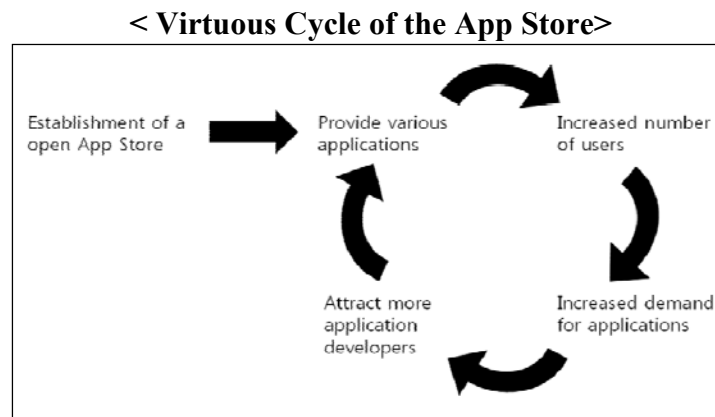 < Virtuous Cycle of the App Store>
Establishment of a
open App Store
Provide various
applications
Increased number
of users
Increased demand
for applications
Attract more
application
developers